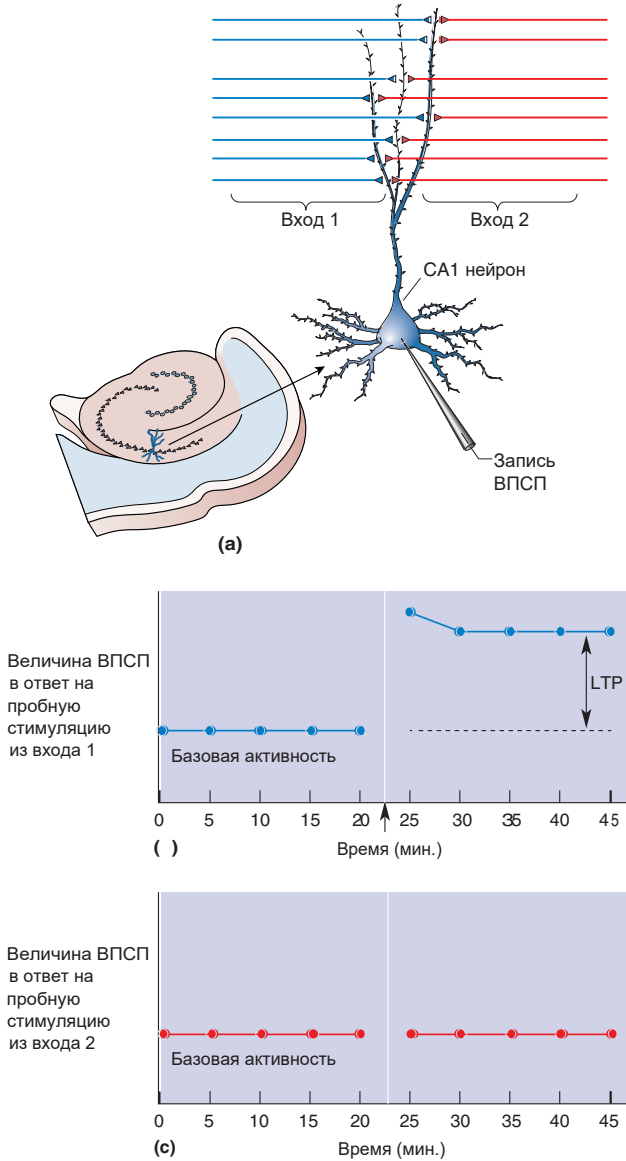 Вход 1
Вход 2
СА1 нейрон
Запись
ВПСП
(a)
Величина ВПСП
в ответ на
пробную
стимуляцию
из входа 1
LTP
Базовая активность
0 5 10 15 20 25 30 35 40 45
( )
Время (мин.)
Величина ВПСП
в ответ на
пробную
стимуляцию
из входа 2
Базовая активность
0 5 10 15 20 25 30 35 40 45
(c)
Время (мин.)